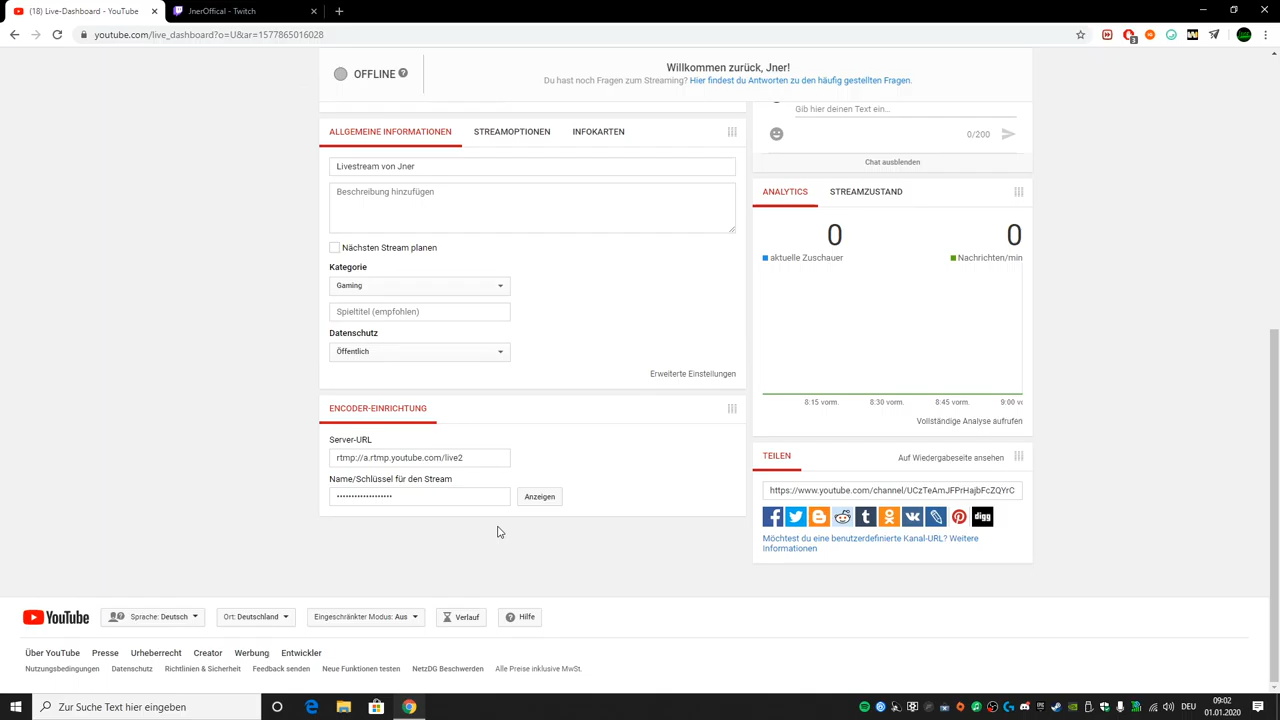 (18) Live-Dashboard - YouTube
JnerOffical - Twitch
youtube.com/live_dashboard?o=U&ar=1577865016028
3
OFFLINE
Willkommen zurück, Jner!
Du hast noch Fragen zum Streaming? Hier findest du Antworten zu den häufig gestellten Fragen.
Gib hier deinen Text ein…
0/200
Chat ausblenden
ALLGEMEINE INFORMATIONEN
STREAMOPTIONEN
INFOKARTEN
Livestream von Jner
Beschreibung hinzufügen
Nächsten Stream planen
Kategorie
Gaming
Spieltitel (empfohlen)
Datenschutz
Öffentlich
Erweiterte Einstellungen
ENCODER-EINRICHTUNG
Server-URL
rtmp://a.rtmp.youtube.com/live2
Name/Schlüssel für den Stream
Anzeigen
ANALYTICS
STREAMZUSTAND
0
0
aktuelle Zuschauer
Nachrichten/min
8:15 vorm.
8:30 vorm.
8:45 vorm.
9:00 vo
Vollständige Analyse aufrufen
TEILEN
Auf Wiedergabeseite ansehen
https://www.youtube.com/channel/UCzTeAmJFPrHajbFcZQYrC
digg
Möchtest du eine benutzerdefinierte Kanal-URL? Weitere
Informationen
YouTube
Sprache: Deutsch
Ort: Deutschland
Eingeschränkter Modus: Aus
Verlauf
Hilfe
Über YouTube
Presse
Urheberrecht
Creator
Werbung
Entwickler
Nutzungsbedingungen
Datenschutz
Richtlinien & Sicherheit
Feedback senden
Neue Funktionen testen
NetzDG Beschwerden
Alle Preise inklusive MwSt.
Zur Suche Text hier eingeben
DEU
09:02
01.01.2020